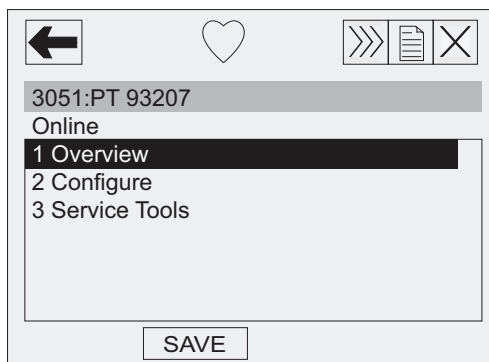 3051:PT 93207
Online
1 Overview
2 Configure
3 Service Tools
SAVE